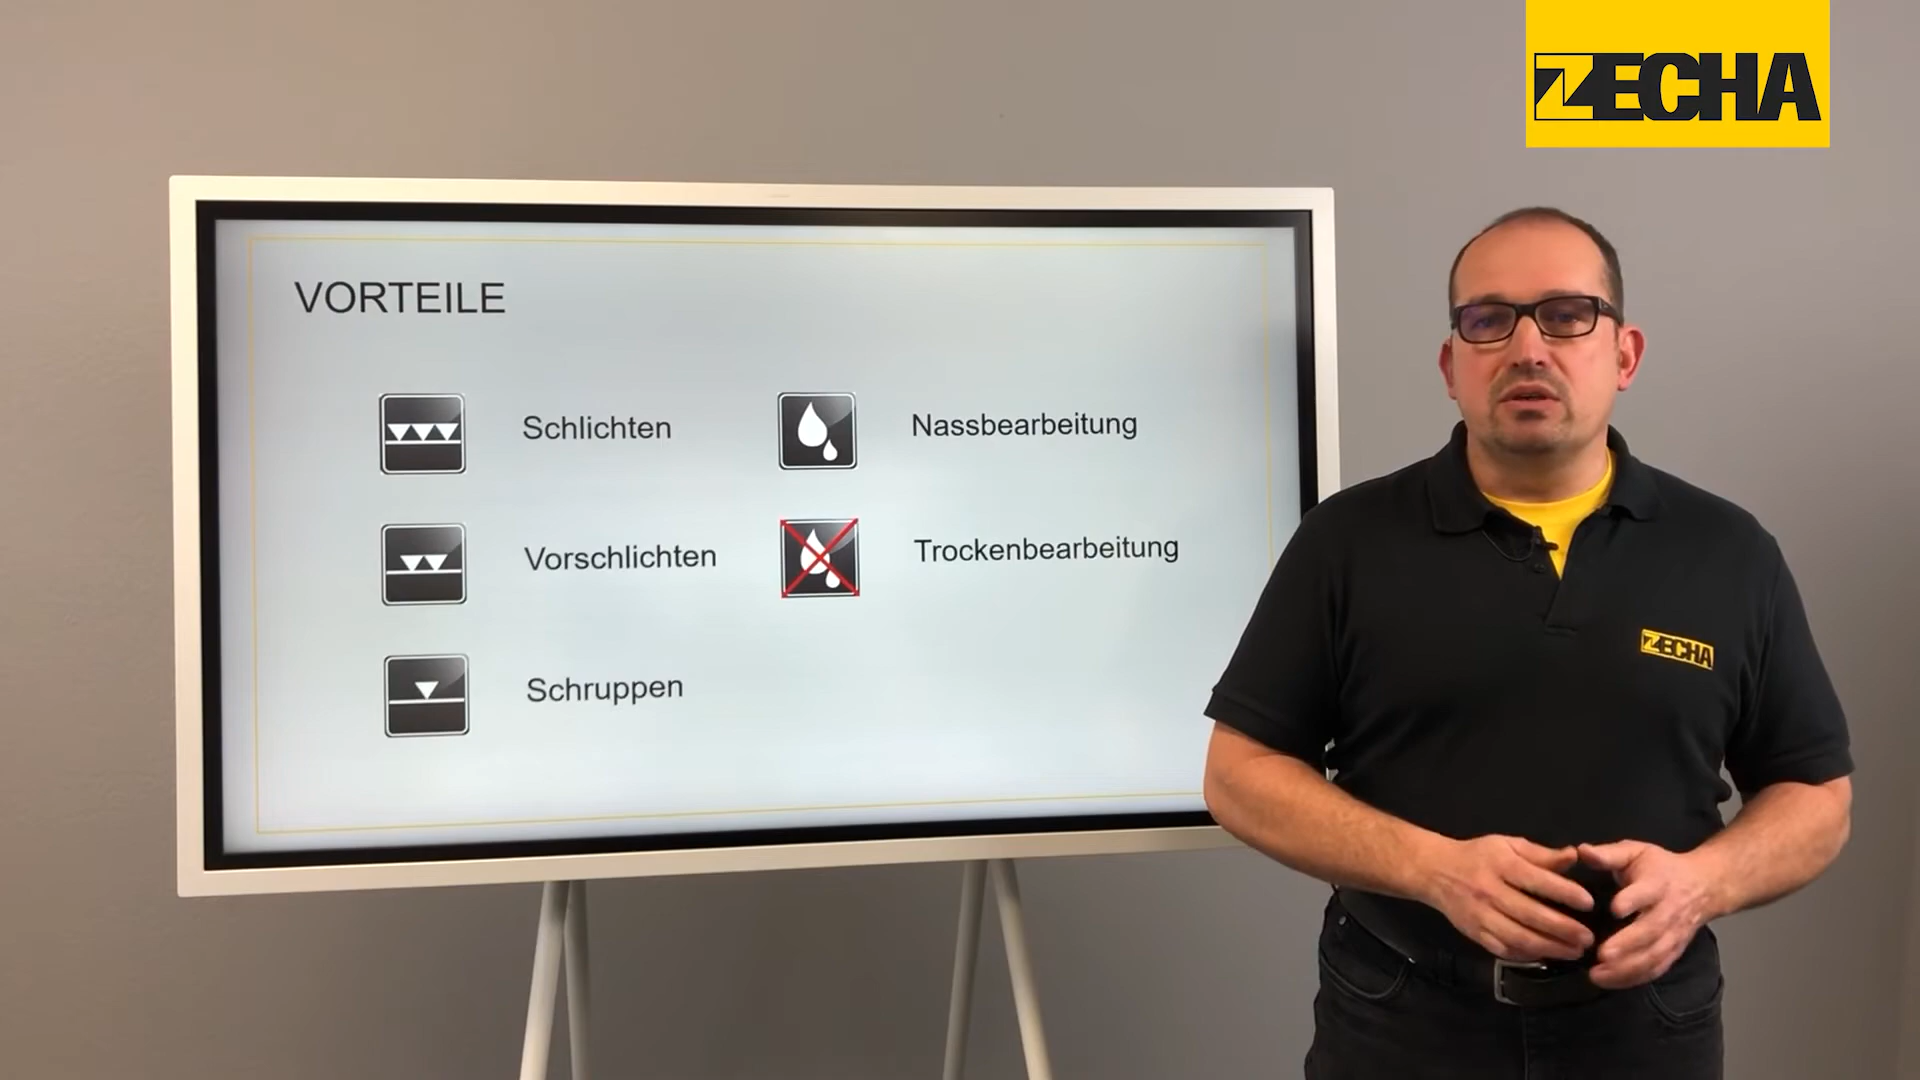 ZECHA
VORTEILE
Schlichten
Nassbearbeitung
Vorschlichten
Trockenbearbeitung
Schruppen
ZECHA